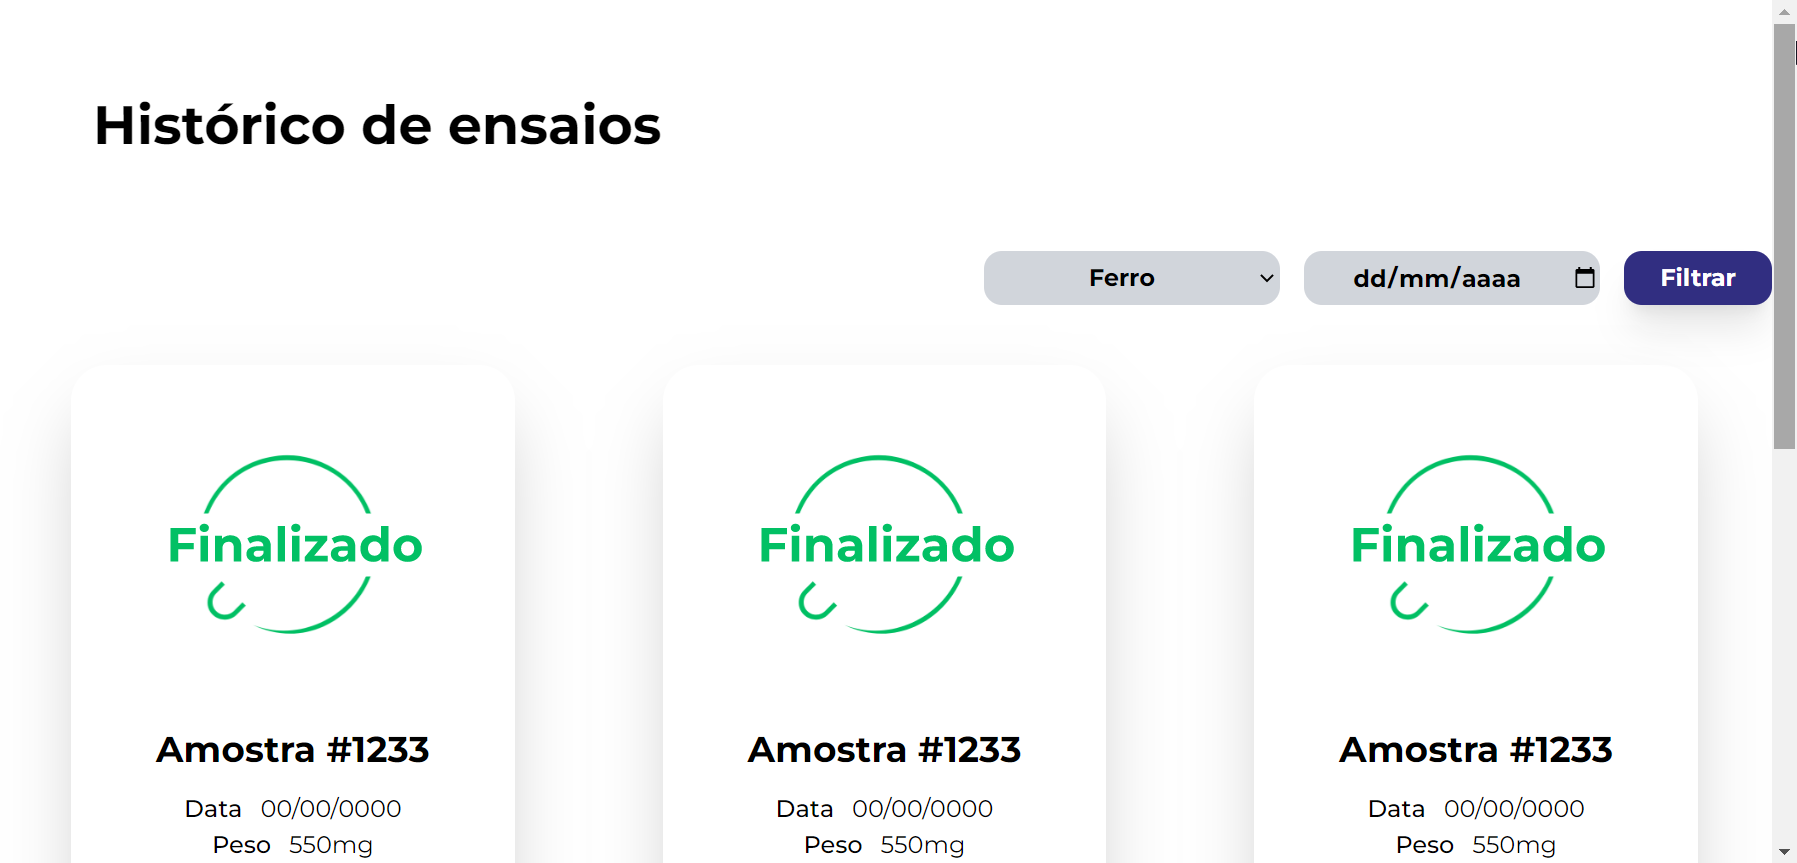 Histórico de ensaios
Ferro dd/mm/aaaa Filtrar
Finalizado Finalizado Finalizado
Amostra #1233 Amostra #1233 Amostra #1233
Data 00/00/0000 Data 00/00/0000 Data 00/00/0000
Peso 550mg Peso 550mg Peso 550mg